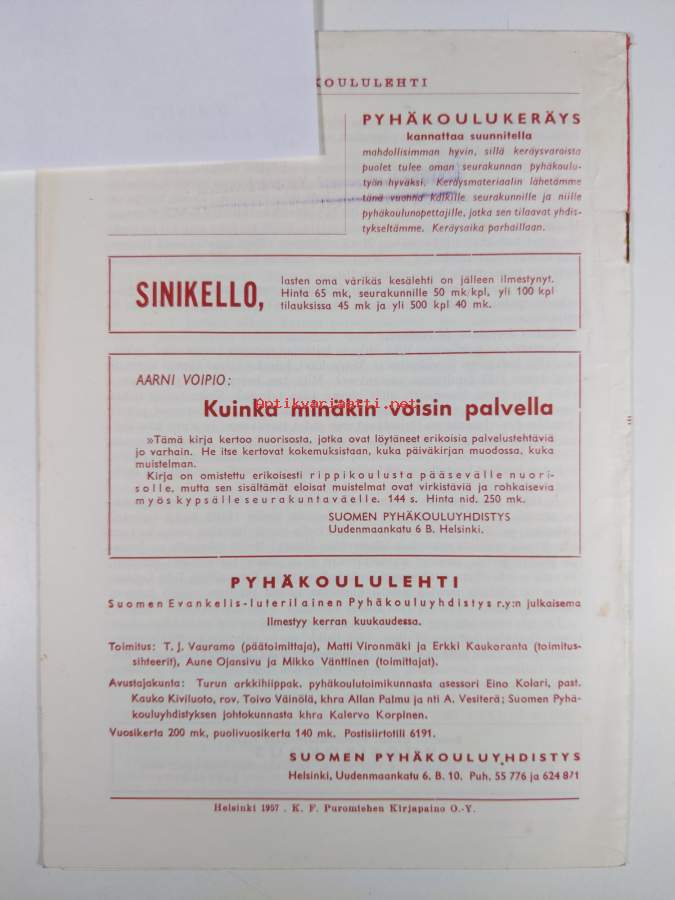 KOULULEHTI
PYHÄKOULUKERÄYS
kannattaa suunnitella
mahdollisimman hyvin, sillä keräysvaroista
puolet tulee oman seurakunnan pyhäkoulu-
työn hyväksi. Keräysmateriaalin lähetämme
tänä vuonna kaikille seurakunnille ja niille
pyhäkoulunopettajille, jotka sen tilaavat yhdis-
tykseltämme. Keräysaika parhaillaan.
SINIKELLO,
lasten oma värikäs kesälehti on jälleen ilmestynyt.
Hinta 65 mk, seurakunnille 50 mk/kpl, yli 100 kpl
tilauksissa 45 mk ja yli 500 kpl 40 mk.
AARNI VOIPIO:
Antikvariaatti.net
Kuinka minäkin voisin palvella
»Tämä kirja kertoo nuorisosta, jotka ovat löytäneet erikoisia palvelustehtäviä
jo varhain. He itse kertovat kokemuksistaan, kuka päiväkirjan muodossa, kuka
muistelman.
Kirja on omistettu erikoisesti rippikoulusta pääsevälle nuori-
solle, mutta sen sisältämät eloisat muistelmat ovat virkistäviä ja rohkaisevia
myös kypsälle seurakuntaväelle. 144 s. Hinta nid. 250 mk.
SUOMEN PYHÄKOULUYHDISTYS
Uudenmaankatu 6 B. Helsinki.
PYHÄKOULULEHTI
Suomen Evankelis-luterilainen Pyhäkouluyhdistys r.y:n julkaisema
Ilmestyy kerran kuukaudessa.
Toimitus: T. J. Vauramo (päätoimittaja), Matti Vironmäki ja Erkki Kaukoranta (toimitus-
sihteerit), Aune Ojansivu ja Mikko Vänttinen (toimittajat).
Avustajakunta: Turun arkkihiippak. pyhäkoulutoimikunnasta asessori Eino Kolari, past.
Kauko Kiviluoto, rov. Toivo Väinölä, khra Allan Palmu ja nti A. Vesiterä; Suomen Pyhä-
kouluyhdistyksen johtokunnasta khra Kalervo Korpinen.
Vuosikerta 200 mk, puolivuosikerta 140 mk. Postisiirtotili 6191.
SUOMEN PYHÄKOULUYHDISTYS
Helsinki, Uudenmaankatu 6. B. 10. Puh. 55 776 ja 624 871
Helsinki 1957 . K. F. Puromiehen Kirjapaino O.-Y.